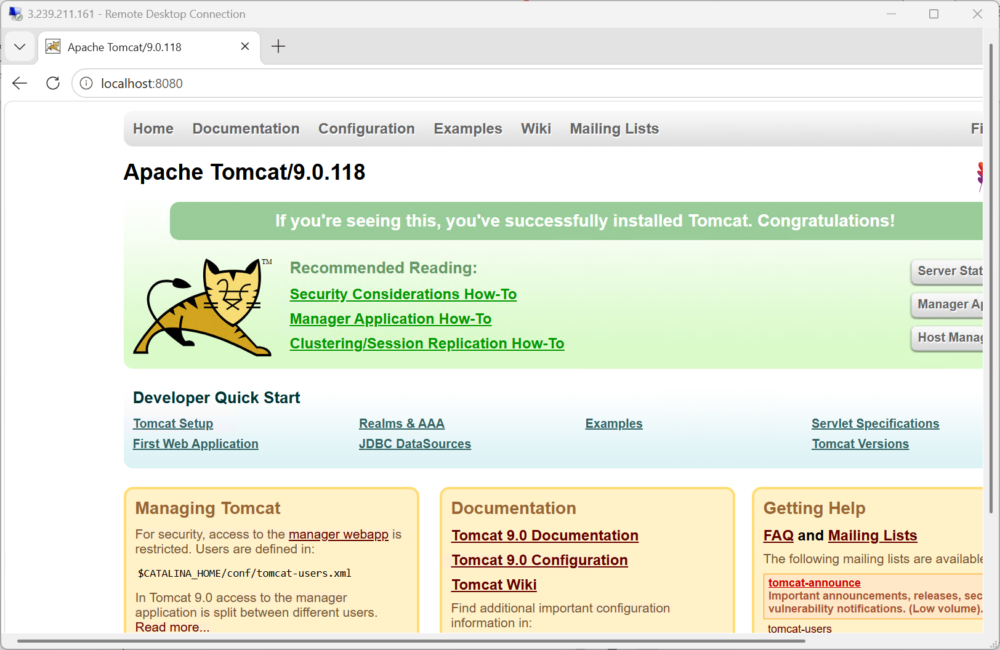 3.239.211.161 - Remote Desktop Connection
Apache Tomcat/9.0.118
localhost:8080
Home Documentation Configuration Examples Wiki Mailing Lists Fi
Apache Tomcat/9.0.118
If you're seeing this, you've successfully installed Tomcat. Congratulations!
TM
Recommended Reading:
Security Considerations How-To
Manager Application How-To
Clustering/Session Replication How-To
Server Stat
Manager Ap
Host Manag
Developer Quick Start
Tomcat Setup Realms & AAA Examples Servlet Specifications
First Web Application JDBC DataSources Tomcat Versions
Managing Tomcat
For security, access to the manager webapp is
restricted. Users are defined in:
$CATALINA_HOME/conf/tomcat-users.xml
In Tomcat 9.0 access to the manager
application is split between different users.
Read more...
Documentation
Tomcat 9.0 Documentation
Tomcat 9.0 Configuration
Tomcat Wiki
Find additional important configuration
information in:
Getting Help
FAQ and Mailing Lists
The following mailing lists are available
tomcat-announce
Important announcements, releases, sec
vulnerability notifications. (Low volume).
tomcat-users